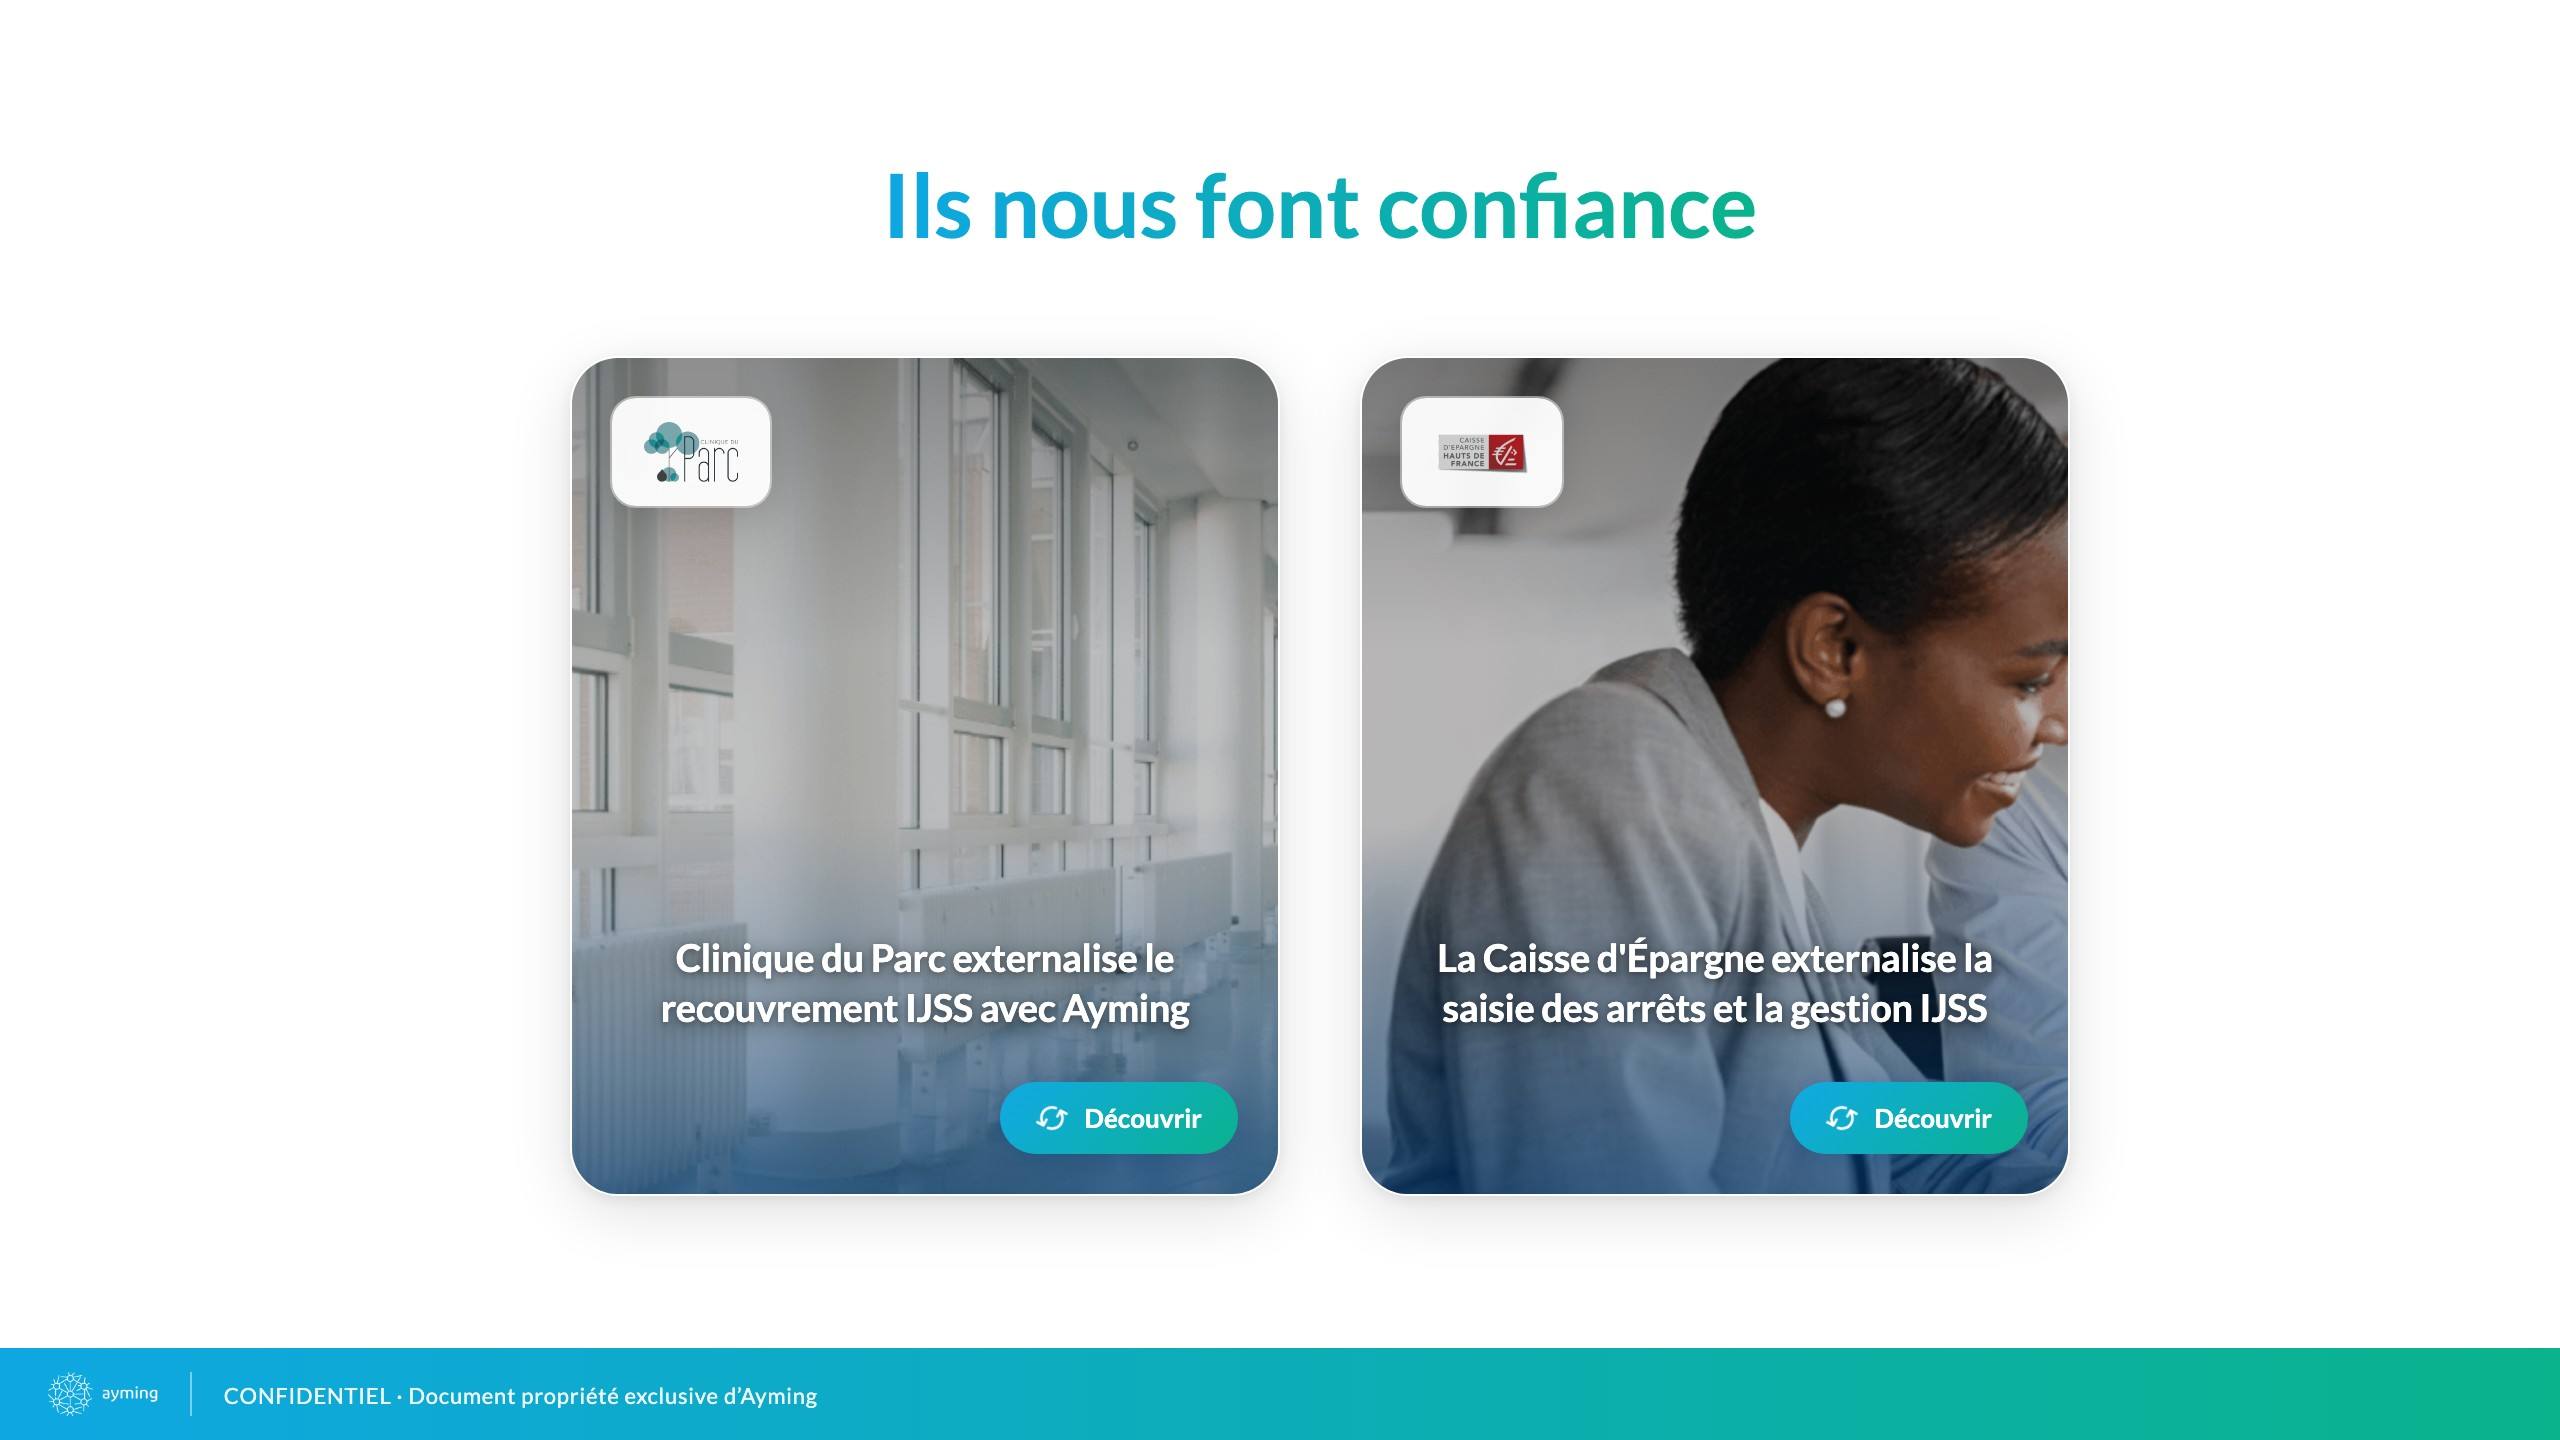 Ils nous font confiance
CLINIQUE DU
Parc
Clinique du Parc externalise le
recouvrement IJSS avec Ayming
Découvrir
CAISSE
D'EPARGNE
HAUTS DE
FRANCE
La Caisse d'Épargne externalise la
saisie des arrêts et la gestion IJSS
Découvrir
ayming
CONFIDENTIEL · Document propriété exclusive d’Ayming